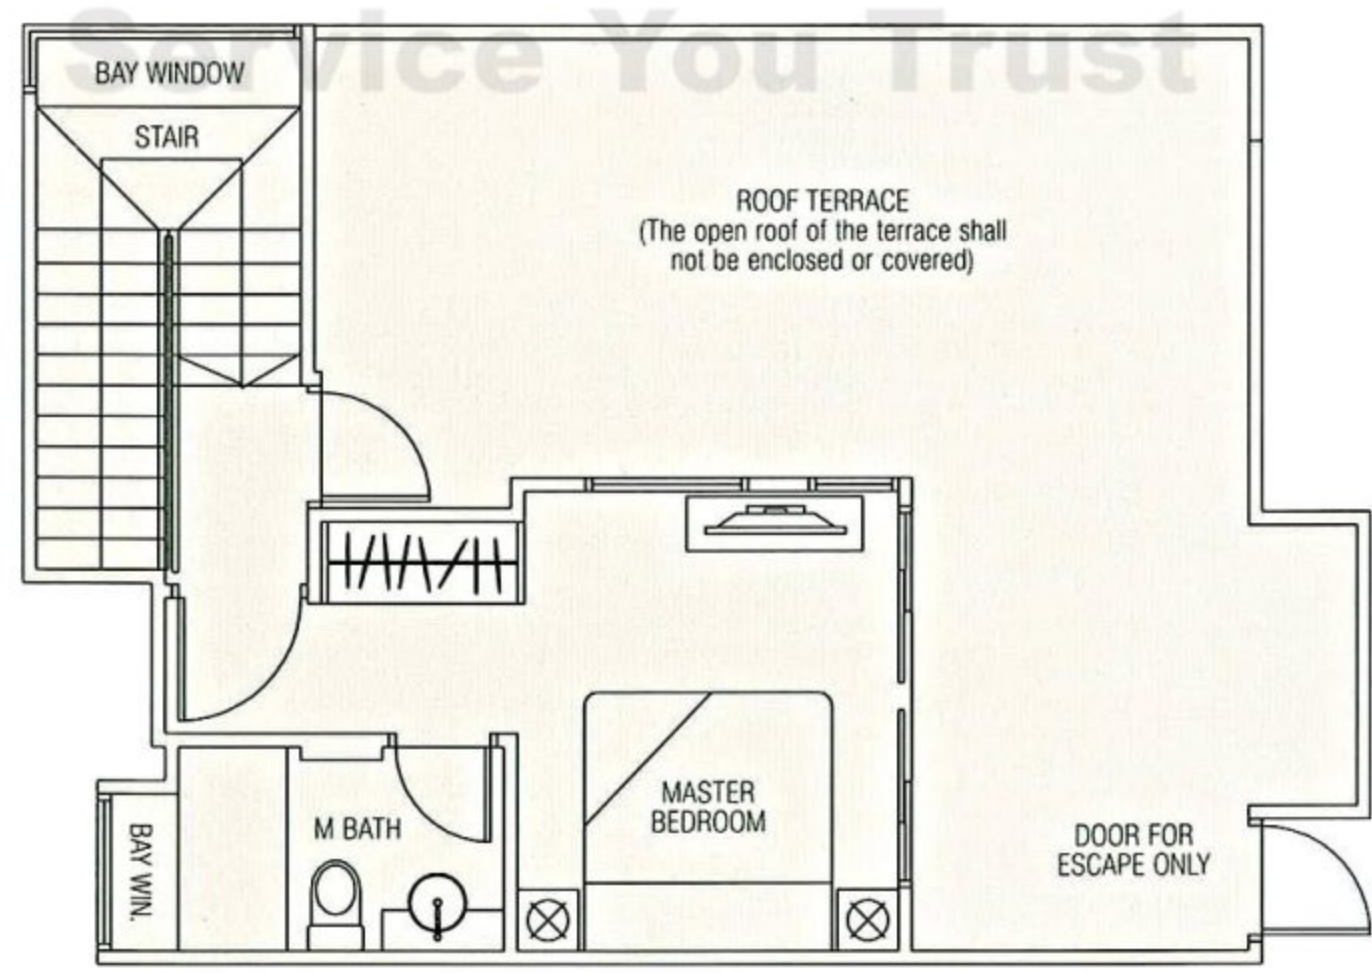 Service You Trust
BAY WINDOW
STAIR
ROOF TERRACE
(The open roof of the terrace shall
not be enclosed or covered)
MASTER
BEDROOM
M BATH
BAY WIN.
DOOR FOR
ESCAPE ONLY